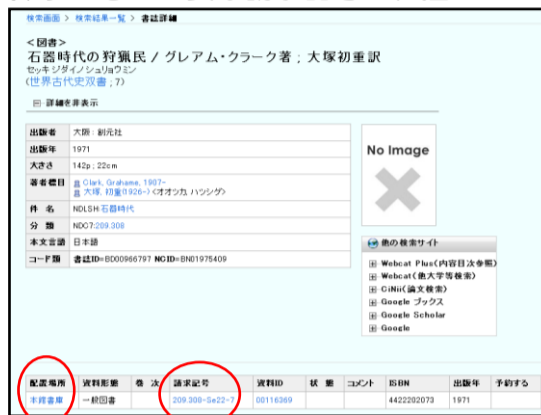 検索画面 > 検索結果一覧 > 書誌詳細
<図書>
石器時代の狩猟民 / グレアム・クラーク著 ; 大塚初重訳
セッキ ジダイ ノ シュリョウミン
(世界古代史双書 ; 7)
詳細を非表示
出版者 大阪 : 創元社
出版年 1971
大きさ 142p ; 22cm
著者標目 Clark, Grahame, 1907-
大塚, 初重(1926-) <オオツカ, ハツシゲ>
件 名 NDLSH:石器時代
分 類 NDC7:209.308
本文言語 日本語
コード類 書誌ID=BD00966797 NCID=BN01975409
No Image
他の検索サイト
Webcat Plus(内容目次参照)
Webcat(他大学等検索)
CiNii(論文検索)
Google ブックス
Google Scholar
Google
配置場所 資料形態 巻 次 請求記号 資料ID 状 態 コメント ISBN 出版年 予約する
本館書庫 一般図書 209.308-Se22-7 00116369 4422202073 1971